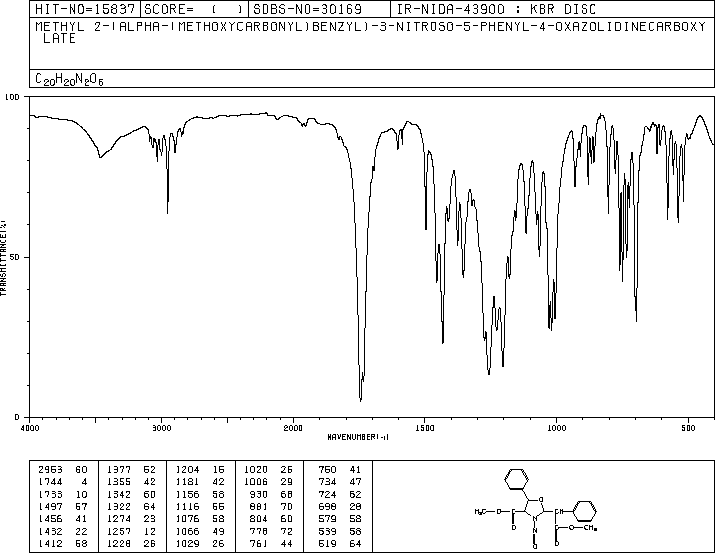 HIT-NO=15837 SCORE= ( ) SDBS-NO=30169 IR-NIDA-43900 : KBR DISC
METHYL 2-(ALPHA-(METHOXYCARBONYL)BENZYL)-3-NITROSO-5-PHENYL-4-OXAZOLIDINECARBOXY
LATE
C20H20N2O6
100
50
0
TRANSMITTANCE(%)
4000 3000 2000 1500 1000 500
WAVENUMBER(-1)
2953 60 1377 52 1204 15 1020 26 750 41
1744 4 1355 42 1181 42 1006 29 734 47
1733 10 1342 60 1156 58 930 68 724 62
1497 57 1322 64 1116 55 881 70 698 28
1456 41 1274 23 1076 58 804 60 579 58
1432 22 1257 12 1066 49 778 72 539 58
1412 58 1228 26 1029 26 761 44 519 64